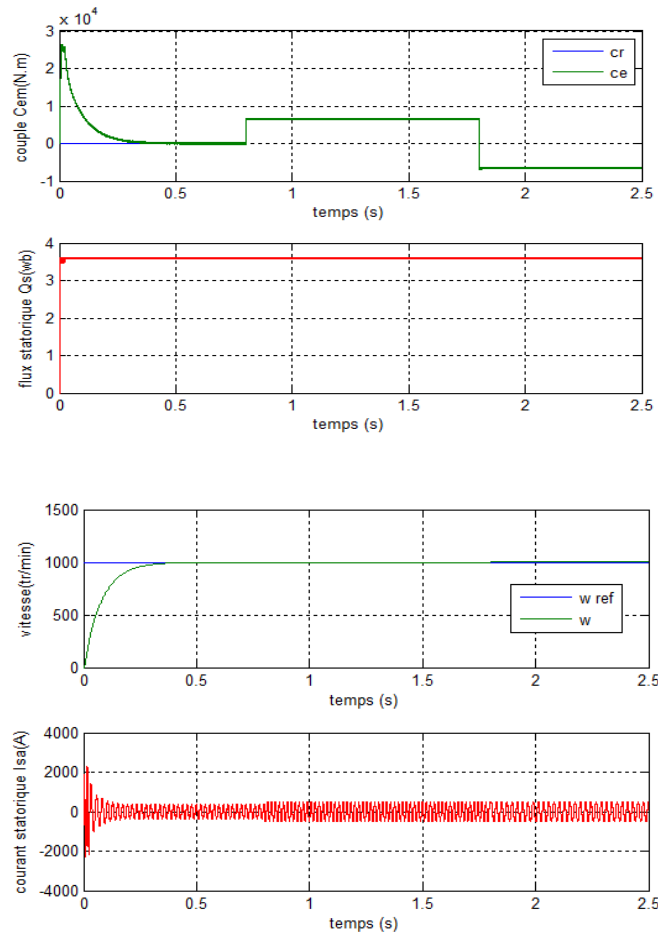 x 10^4
3
2
1
0
-1
couple Cem(N.m)
cr
ce
0 0.5 1 1.5 2 2.5
temps (s)
4
3
2
1
0
flux statorique Qs(wb)
0 0.5 1 1.5 2 2.5
temps (s)
1500
1000
500
0
vitesse(tr/min)
w ref
w
0 0.5 1 1.5 2 2.5
temps (s)
4000
2000
0
-2000
-4000
courant statorique Isa(A)
0 0.5 1 1.5 2 2.5
temps (s)